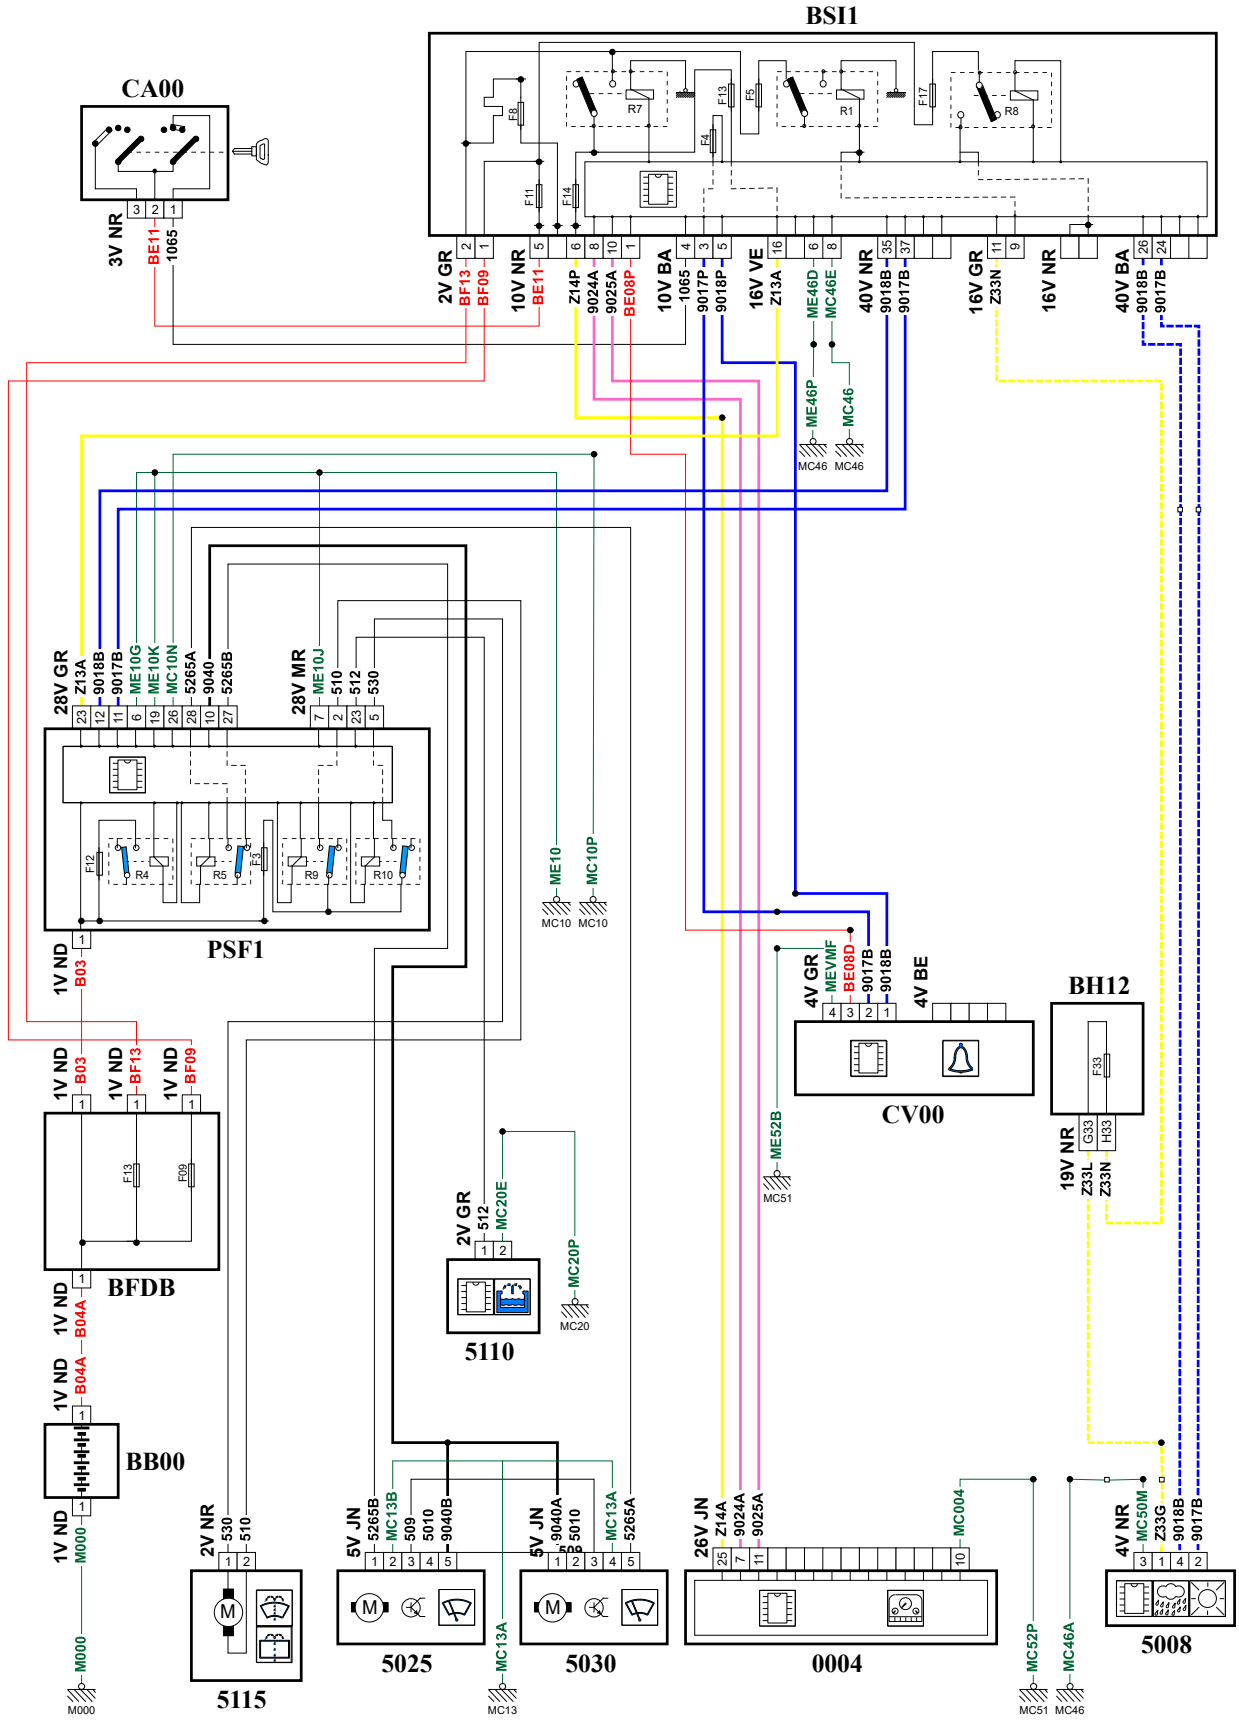 BSI1
CA00
F8
R7
F13
F5
R1
F17
R8
F4
F11
F14
3 2 1
3V NR
BE11
1065
2 1
5 6 8 10 1
4 3 5
16
6 8
35 37
11 9
26 24
2V GR
BF13
BF09
10V NR
BE11
Z14P
9024A
9025A
BE08P
10V BA
1065
9017P
9018P
16V VE
Z13A
ME46D
MC46E
40V NR
9018B
9017B
16V GR
Z33N
16V NR
40V BA
9018B
9017B
ME46P
MC46
MC46
MC46
28V GR
Z13A
9018B
9017B
ME10G
ME10K
MC10N
5265A
9040
5265B
28V MR
ME10J
510
512
530
23 12 11 6 19 26 28 10 27
7 2 23 5
F12
R4
R5
F3
R9
R10
1
PSF1
1V ND
B03
ME10
MC10P
MC10
MC10
4V GR
MEVMF
BE08D
9017B
9018B
4V BE
4 3 2 1
CV00
ME52B
MC51
BH12
F33
G33
H33
19V NR
Z33L
Z33N
1V ND
B03
1V ND
BF13
1V ND
BF09
1 1 1
F13
F09
1
BFDB
1V ND
B04A
1V ND
B04A
1
BB00
1
1V ND
M000
M000
M000
2V GR
512
MC20E
1 2
5110
MC20P
MC20
2V NR
530
510
1 2
M
5115
5V JN
5265B
MC13B
509
5010
9040B
1 2 3 4 5
M
5025
5V JN
9040A
5010
509
MC13A
5265A
1 2 3 4 5
M
5030
MC13A
MC13
26V JN
Z14A
9024A
9025A
MC004
25 7 11 10
0004
MC52P
MC51
MC46A
MC46
4V NR
MC50M
Z33G
9018B
9017B
3 1 4 2
5008